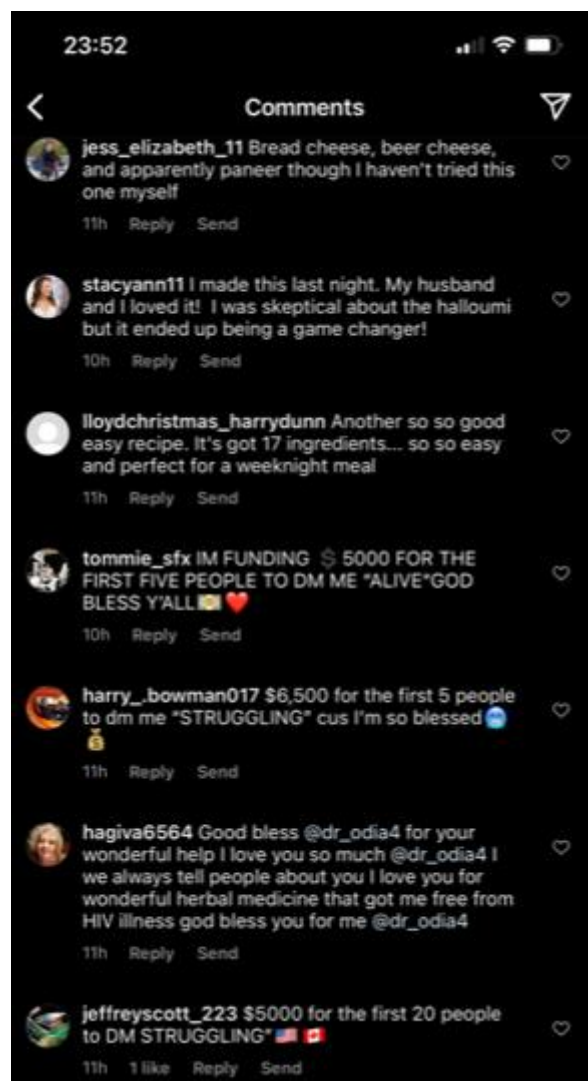 23:52
Comments
jess_elizabeth_11 Bread cheese, beer cheese,
and apparently paneer though I haven't tried this
one myself
11h Reply Send
stacyann11 I made this last night. My husband
and I loved it! I was skeptical about the halloumi
but it ended up being a game changer!
10h Reply Send
lloydchristmas_harrydunn Another so so good
easy recipe. It's got 17 ingredients... so so easy
and perfect for a weeknight meal
11h Reply Send
tommie_sfx IM FUNDING 💲 5000 FOR THE
FIRST FIVE PEOPLE TO DM ME "ALIVE"GOD
BLESS Y'ALL💴❤️
10h Reply Send
harry_.bowman017 $6,500 for the first 5 people
to dm me "STRUGGLING" cus I'm so blessed🥶
💰
11h Reply Send
hagiva6564 Good bless @dr_odia4 for your
wonderful help I love you so much @dr_odia4 I
we always tell people about you I love you for
wonderful herbal medicine that got me free from
HIV illness god bless you for me @dr_odia4
11h Reply Send
jeffreyscott_223 $5000 for the first 20 people
to DM STRUGGLING"🇺🇸🇨🇦
11h 1 like Reply Send